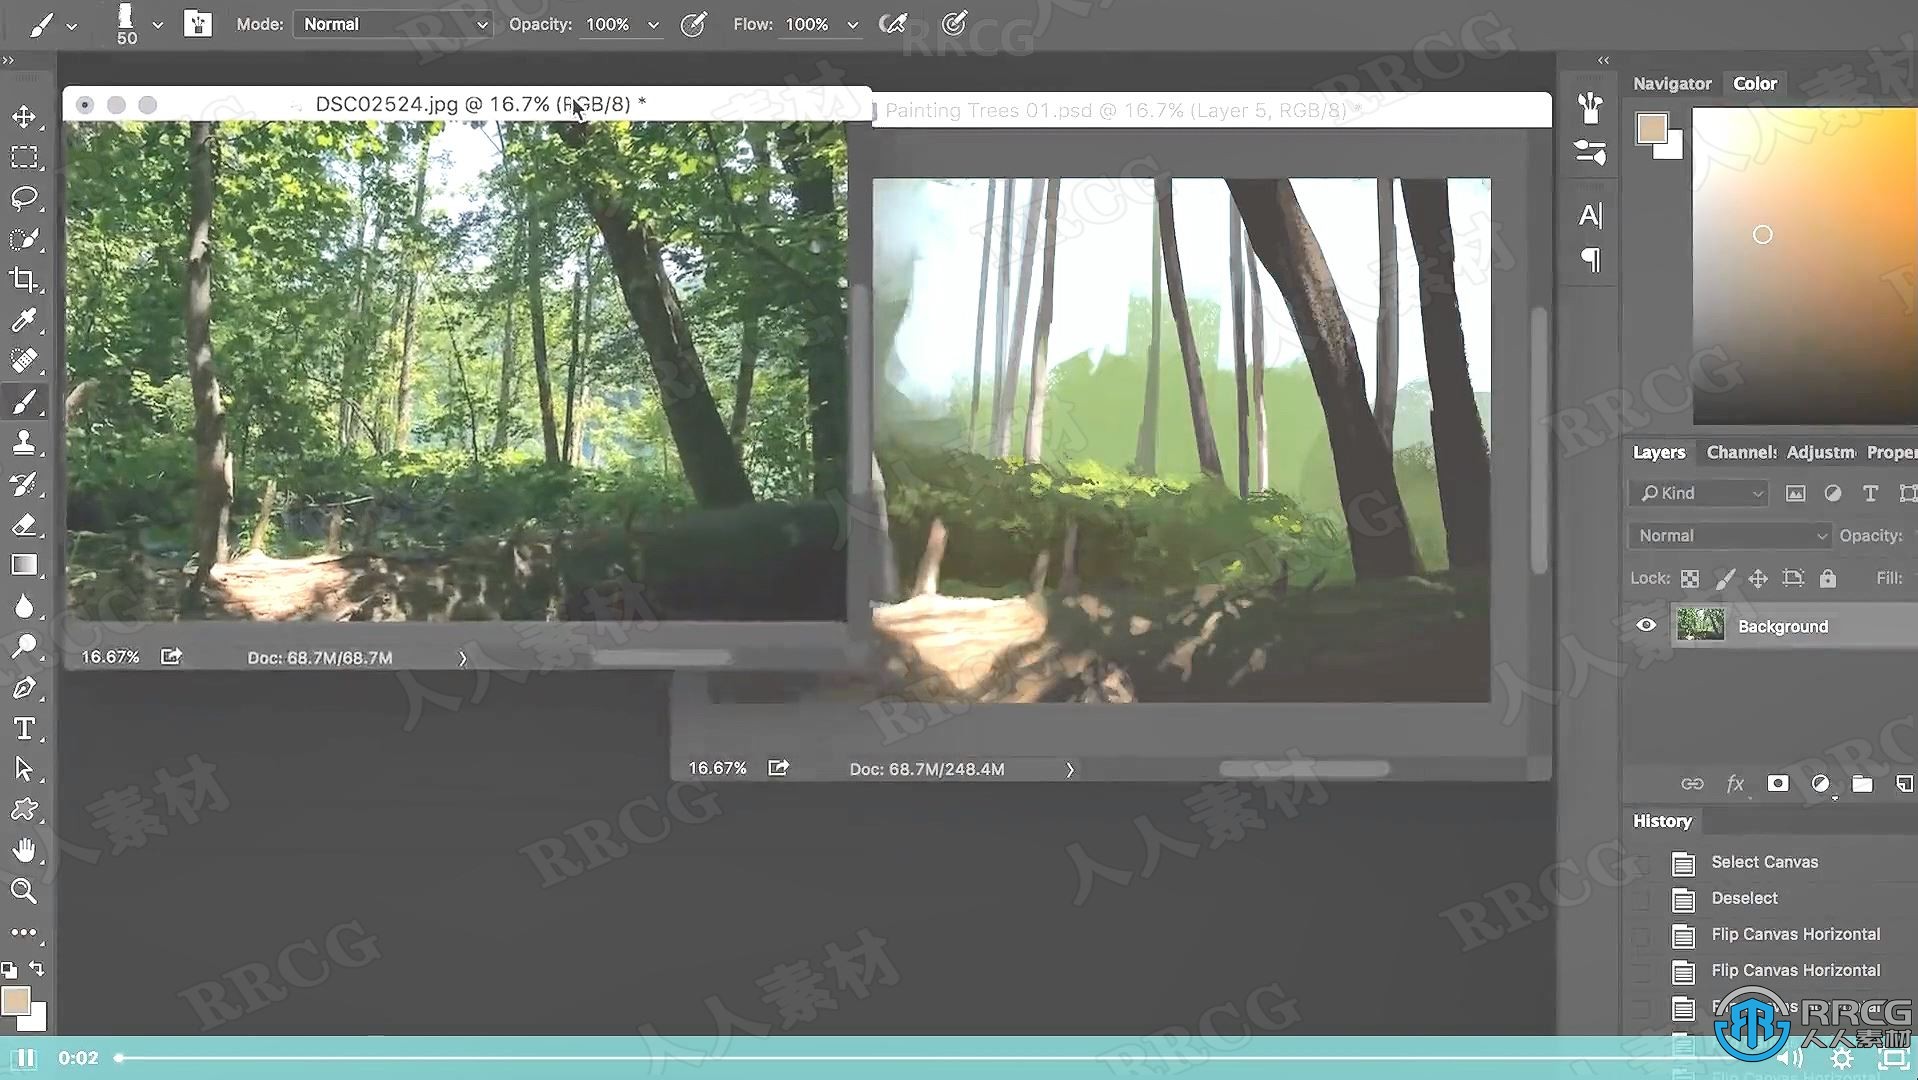 50
Mode: Normal
Opacity: 100%
Flow: 100%
DSC02524.jpg @ 16.7% (RGB/8) *
Painting Trees 01.psd @ 16.7% (Layer 5, RGB/8) *
16.67%
Doc: 68.7M/68.7M
16.67%
Doc: 68.7M/248.4M
Navigator Color
Layers Channel: Adjustm Proper
Kind
Normal Opacity:
Lock: Fill:
Background
fx
History
Select Canvas
Deselect
Flip Canvas Horizontal
Flip Canvas Horizontal
0:02
RRCG
人人素材